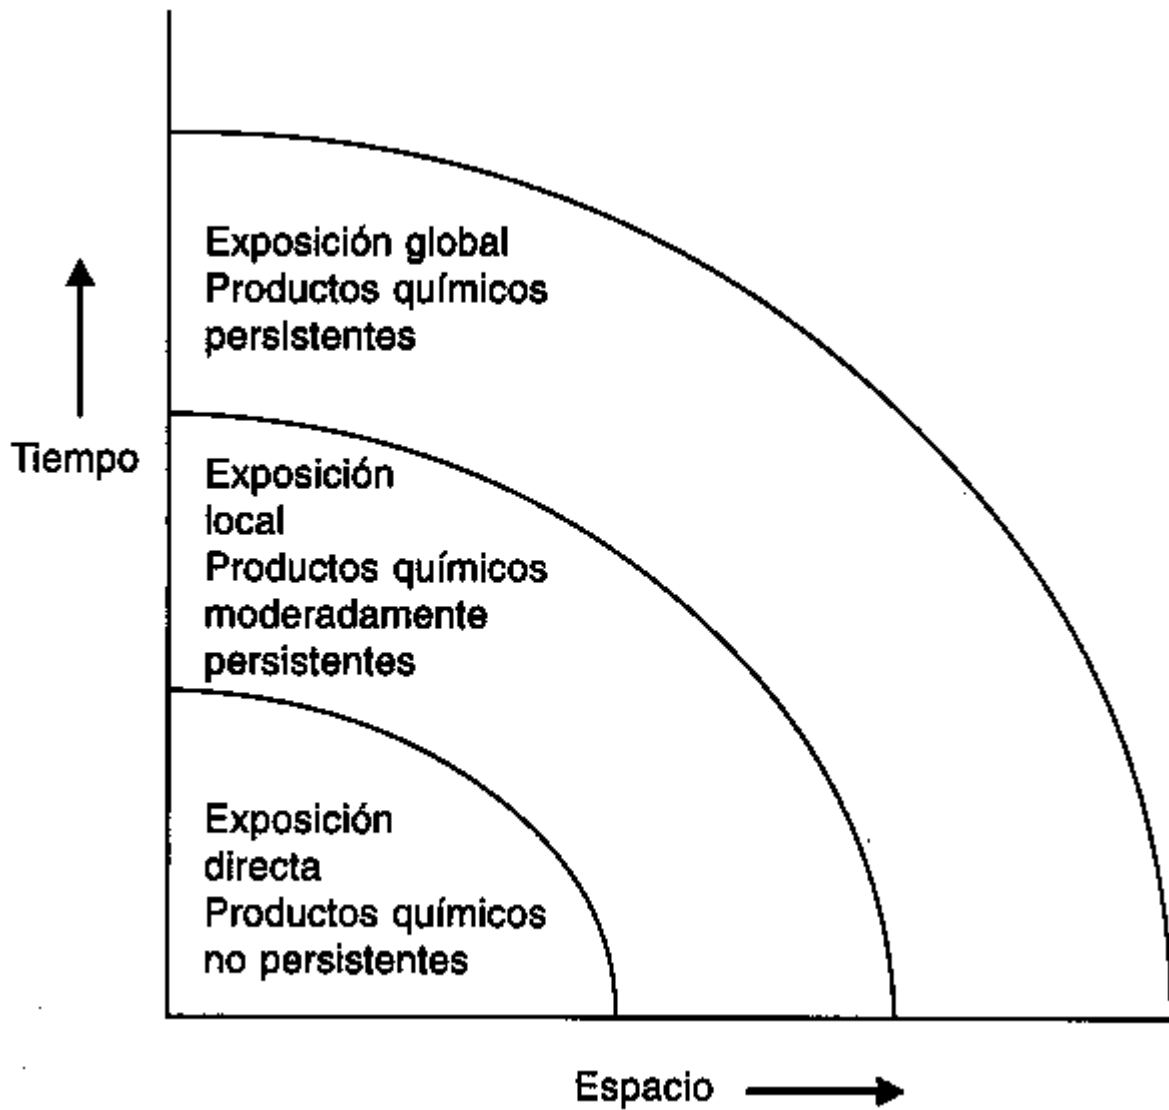 Exposición global
Productos químicos
persistentes
Tiempo
Exposición
local
Productos químicos
moderadamente
persistentes
Exposición
directa
Productos químicos
no persistentes
Espacio